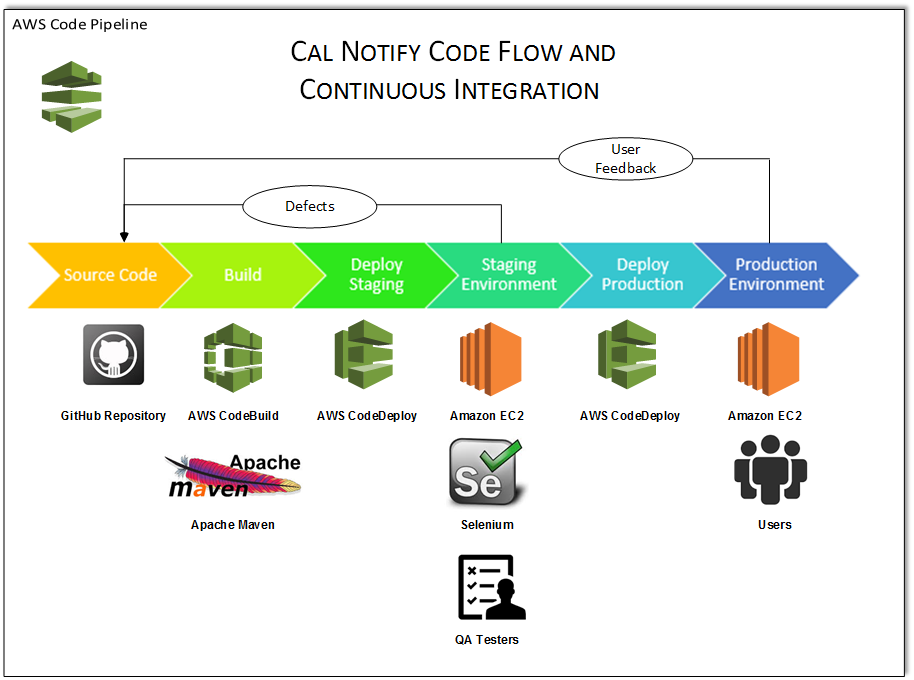 AWS Code Pipeline
CAL NOTIFY CODE FLOW AND
CONTINUOUS INTEGRATION
User
Feedback
Defects
Source Code
Build
Deploy
Staging
Staging
Environment
Deploy
Production
Production
Environment
GitHub Repository
AWS CodeBuild
AWS CodeDeploy
Amazon EC2
AWS CodeDeploy
Amazon EC2
Apache
maven
Se
Apache Maven
Selenium
Users
QA Testers